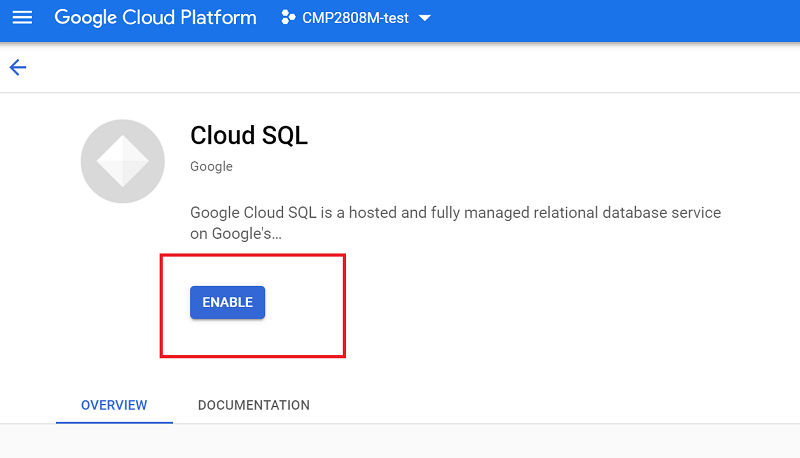 Google Cloud Platform CMP2808M-test
Cloud SQL
Google
Google Cloud SQL is a hosted and fully managed relational database service
on Google's...
ENABLE
OVERVIEW DOCUMENTATION